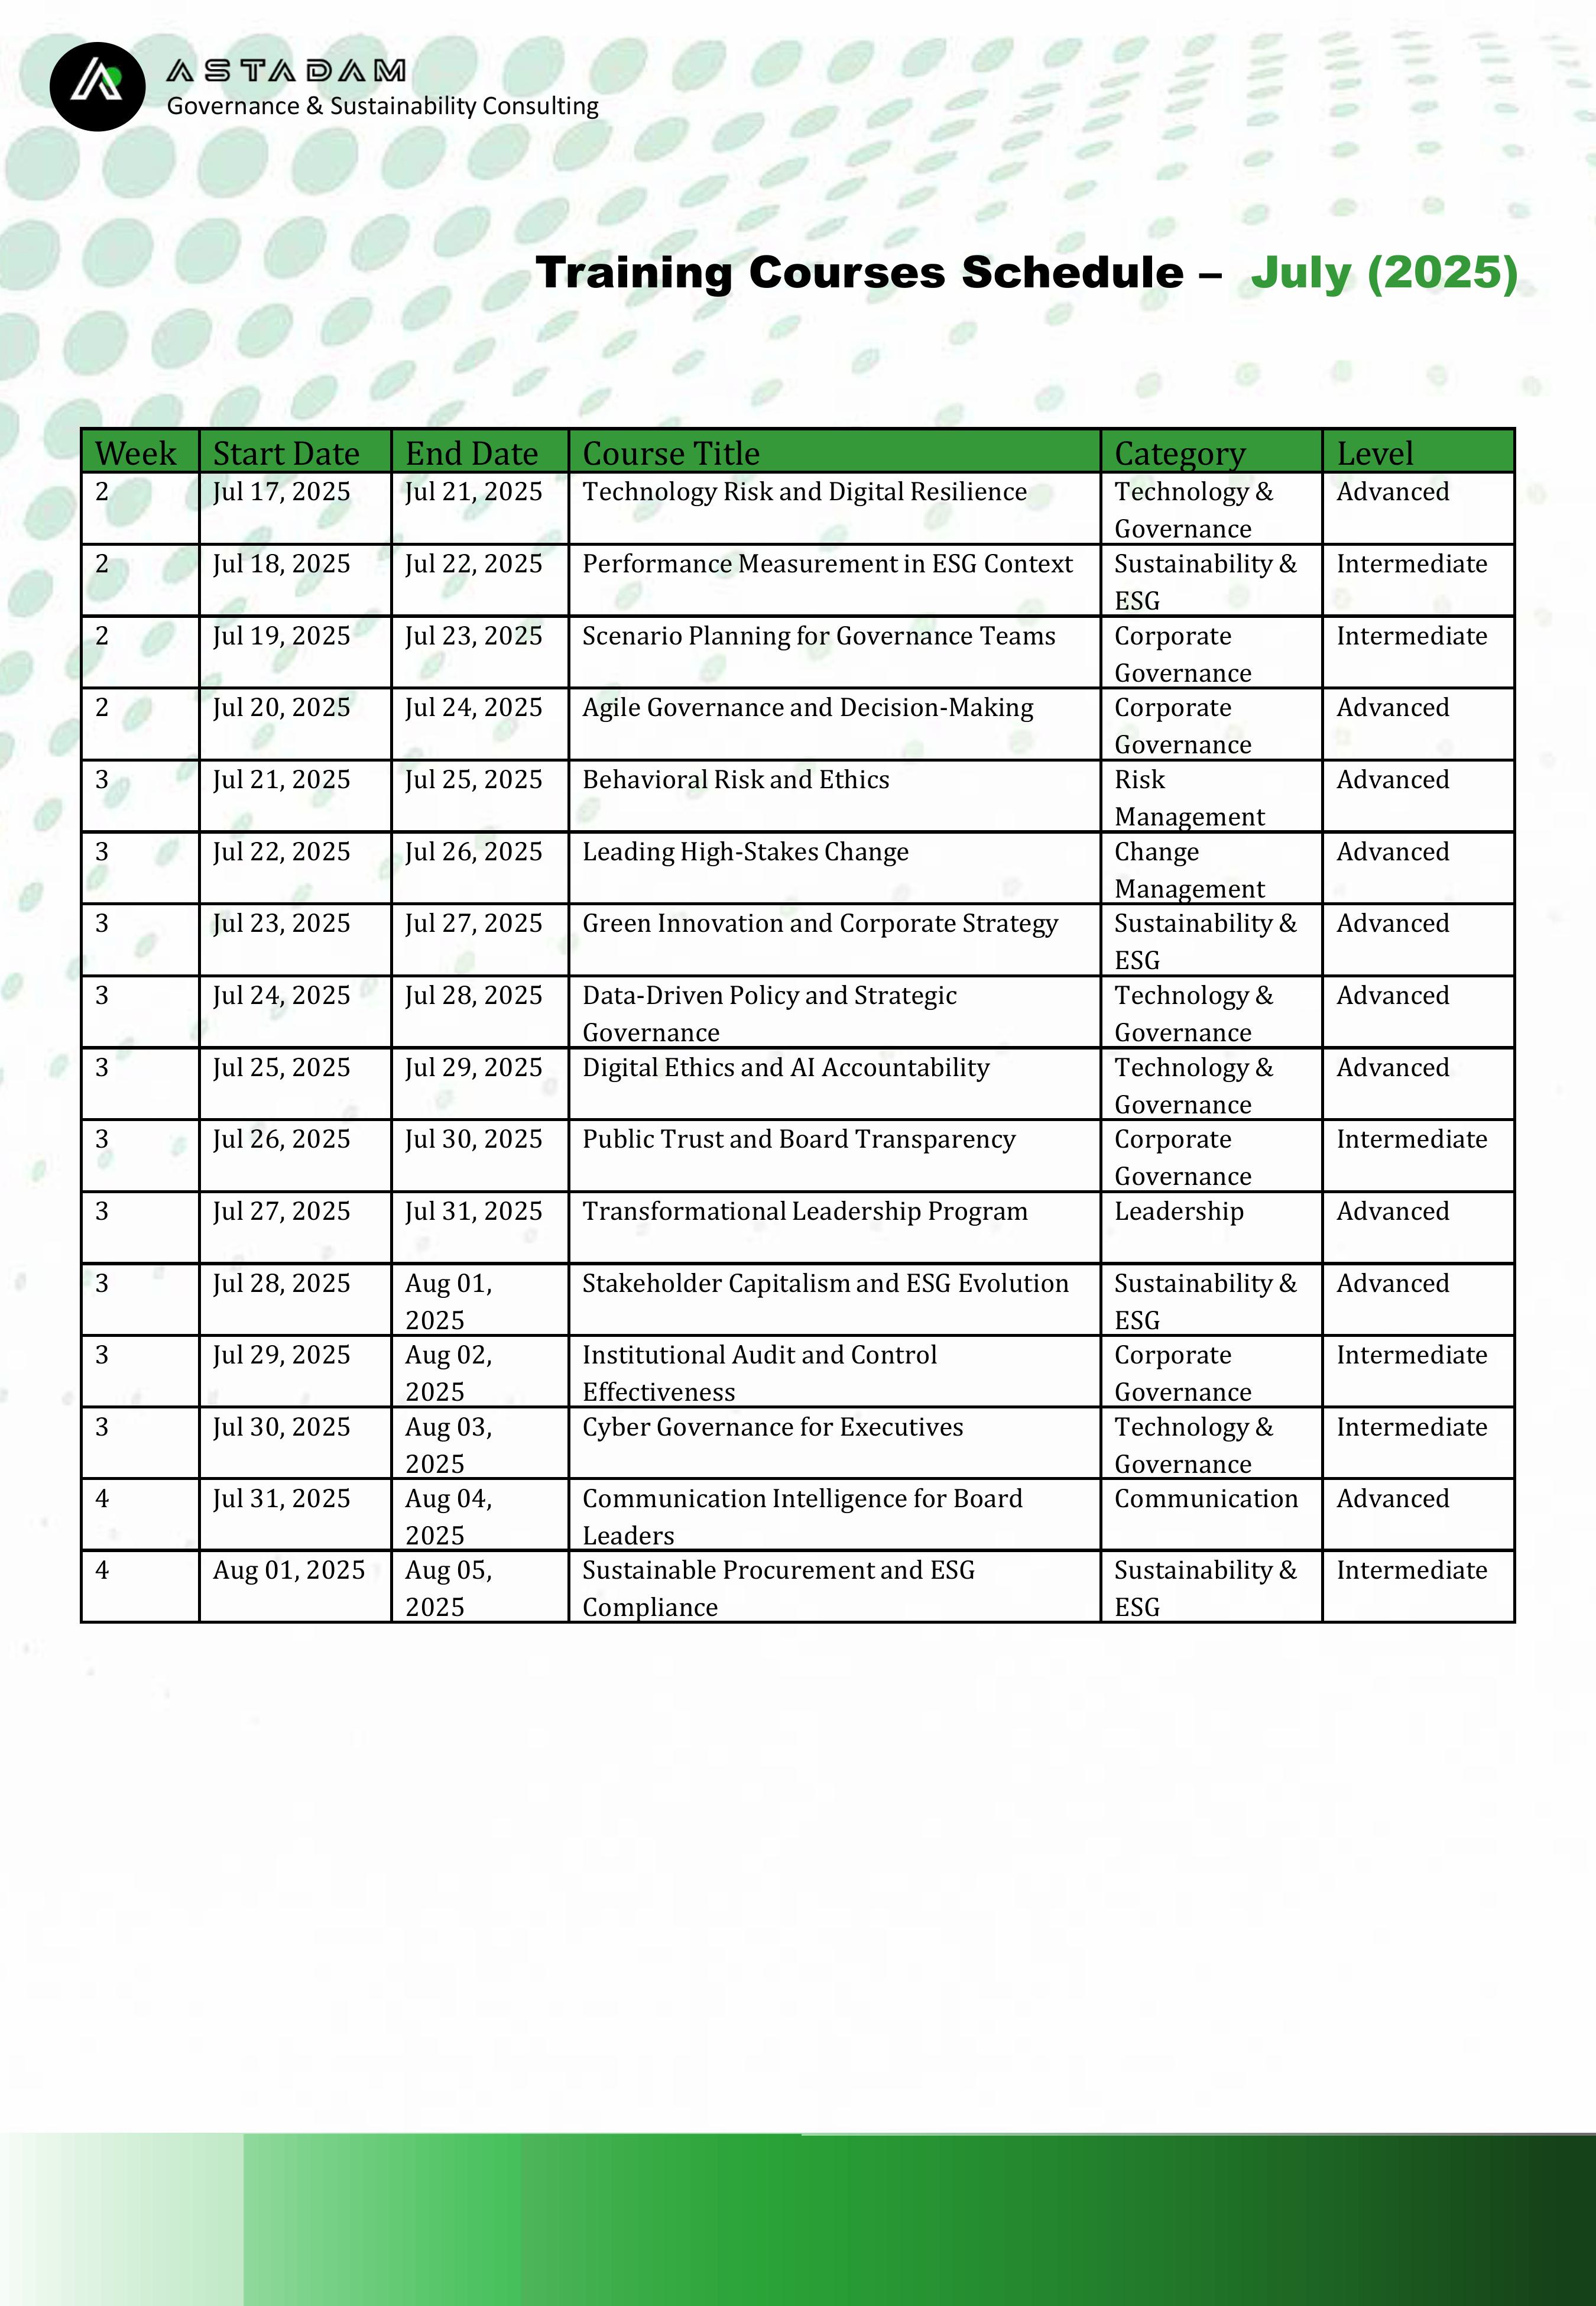 ASTADAM
Governance & Sustainability Consulting
Training Courses Schedule – July (2025)
Week Start Date End Date Course Title Category Level
2 Jul 17, 2025 Jul 21, 2025 Technology Risk and Digital Resilience Technology &
Governance Advanced
2 Jul 18, 2025 Jul 22, 2025 Performance Measurement in ESG Context Sustainability &
ESG Intermediate
2 Jul 19, 2025 Jul 23, 2025 Scenario Planning for Governance Teams Corporate
Governance Intermediate
2 Jul 20, 2025 Jul 24, 2025 Agile Governance and Decision-Making Corporate
Governance Advanced
3 Jul 21, 2025 Jul 25, 2025 Behavioral Risk and Ethics Risk
Management Advanced
3 Jul 22, 2025 Jul 26, 2025 Leading High-Stakes Change Change
Management Advanced
3 Jul 23, 2025 Jul 27, 2025 Green Innovation and Corporate Strategy Sustainability &
ESG Advanced
3 Jul 24, 2025 Jul 28, 2025 Data-Driven Policy and Strategic
Governance Technology &
Governance Advanced
3 Jul 25, 2025 Jul 29, 2025 Digital Ethics and AI Accountability Technology &
Governance Advanced
3 Jul 26, 2025 Jul 30, 2025 Public Trust and Board Transparency Corporate
Governance Intermediate
3 Jul 27, 2025 Jul 31, 2025 Transformational Leadership Program Leadership Advanced
3 Jul 28, 2025 Aug 01,
2025 Stakeholder Capitalism and ESG Evolution Sustainability &
ESG Advanced
3 Jul 29, 2025 Aug 02,
2025 Institutional Audit and Control
Effectiveness Corporate
Governance Intermediate
3 Jul 30, 2025 Aug 03,
2025 Cyber Governance for Executives Technology &
Governance Intermediate
4 Jul 31, 2025 Aug 04,
2025 Communication Intelligence for Board
Leaders Communication Advanced
4 Aug 01, 2025 Aug 05,
2025 Sustainable Procurement and ESG
Compliance Sustainability &
ESG Intermediate